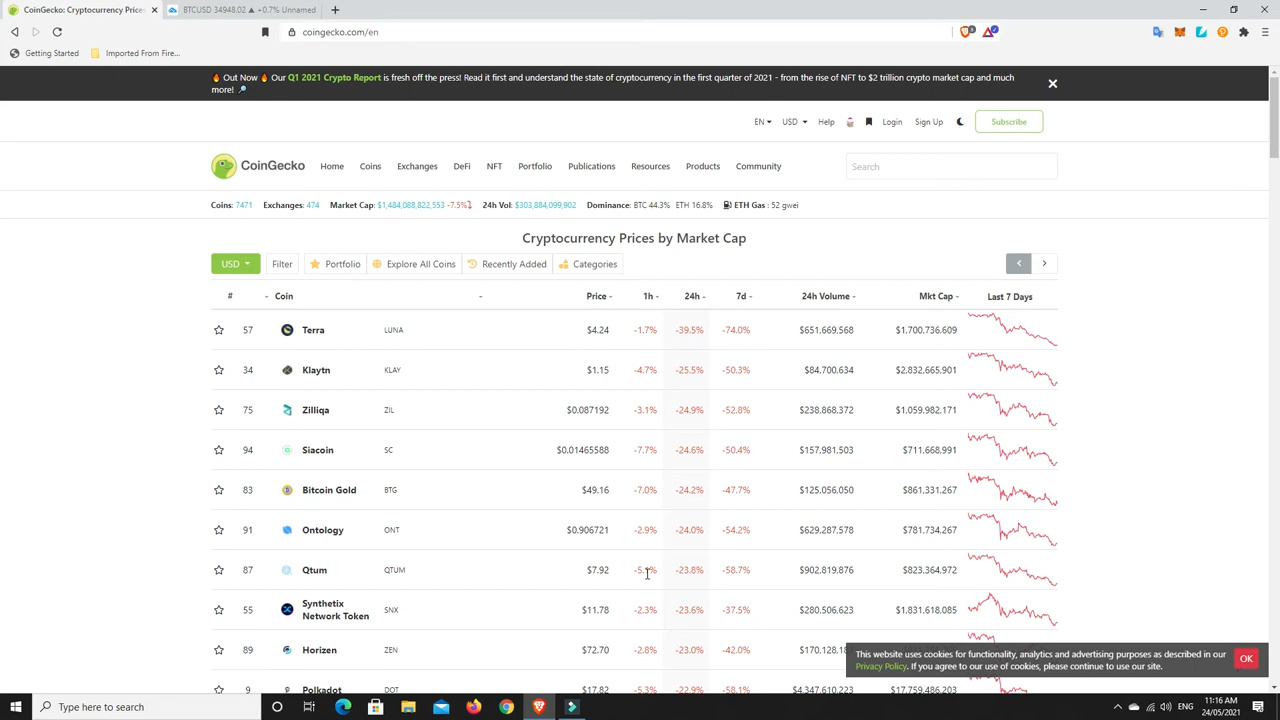 CoinGecko: Cryptocurrency Prices
BTCUSD 34948.02 ▲ +0.7% Unnamed
coingecko.com/en
Getting Started
Imported From Fire...
🔥 Out Now 🔥 Our Q1 2021 Crypto Report is fresh off the press! Read it first and understand the state of cryptocurrency in the first quarter of 2021 - from the rise of NFT to $2 trillion crypto market cap and much
more! 🔎
EN USD Help Login Sign Up Subscribe
CoinGecko Home Coins Exchanges DeFi NFT Portfolio Publications Resources Products Community Search
Coins: 7471 Exchanges: 474 Market Cap: $1,484,088,822,553 -7.5% 24h Vol: $303,884,099,902 Dominance: BTC 44.3% ETH 16.8% ETH Gas: 52 gwei
Cryptocurrency Prices by Market Cap
USD Filter Portfolio Explore All Coins Recently Added Categories
# Coin Price 1h 24h 7d 24h Volume Mkt Cap Last 7 Days
57 Terra LUNA $4.24 -1.7% -39.5% -74.0% $651,669,568 $1,700,736,609
34 Klaytn KLAY $1.15 -4.7% -25.5% -50.3% $84,700,634 $2,832,665,901
75 Zilliqa ZIL $0.087192 -3.1% -24.9% -52.8% $238,868,372 $1,059,982,171
94 Siacoin SC $0.01465588 -7.7% -24.6% -50.4% $157,981,503 $711,668,991
83 Bitcoin Gold BTG $49.16 -7.0% -24.2% -47.7% $125,056,050 $861,331,267
91 Ontology ONT $0.906721 -2.9% -24.0% -54.2% $629,287,578 $781,734,267
87 Qtum QTUM $7.92 -23.8% -58.7% $902,819,876 $823,364,972
55 Synthetix
Network Token SNX $11.78 -2.3% -23.6% -37.5% $280,506,623 $1,831,618,085
89 Horizen ZEN $72.70 -2.8% -23.0% -42.0%
9 Polkadot DOT $17.82 -5.3% -22.9% -58.1% $4,347,610,223 $17,759,486,203
This website uses cookies for functionality, analytics and advertising purposes as described in our
Privacy Policy. If you agree to our use of cookies, please continue to use our site.
OK
Type here to search
ENG
11:16 AM
24/05/2021